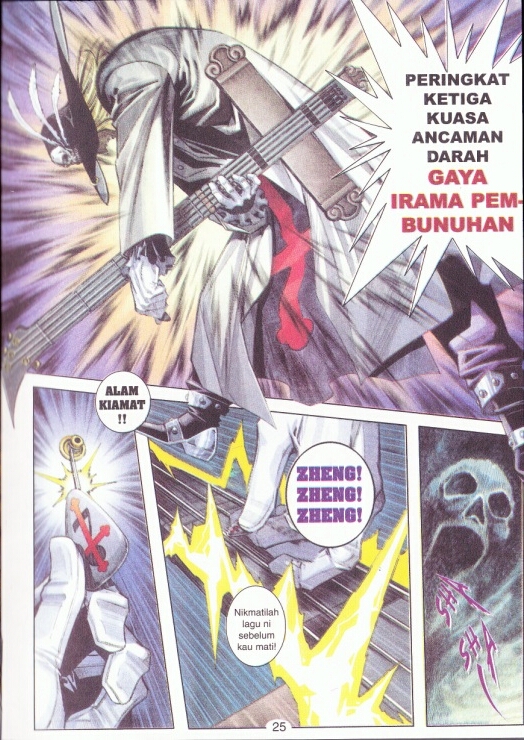 PERINGKAT
KETIGA
KUASA
ANCAMAN
DARAH
GAYA
IRAMA PEM-
BUNUHAN
ALAM
KIAMAT
!!
ZHENG!
ZHENG!
ZHENG!
Nikmatilah
lagu ni
sebelum
kau mati!
25